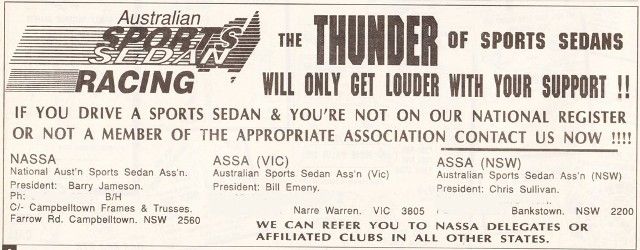 Australian
SPORTS
SEDAN
RACING
THE THUNDER OF SPORTS SEDANS
WILL ONLY GET LOUDER WITH YOUR SUPPORT !!
IF YOU DRIVE A SPORTS SEDAN & YOU'RE NOT ON OUR NATIONAL REGISTER
OR NOT A MEMBER OF THE APPROPRIATE ASSOCIATION CONTACT US NOW !!!!
NASSA
National Aust'n Sports Sedan Ass'n.
President: Barry Jameson.
Ph: B/H
C/- Campbelltown Frames & Trusses.
Farrow Rd. Campbelltown. NSW 2560
ASSA (VIC)
Australian Sports Sedan Ass'n (Vic)
President: Bill Emeny.
Narre Warren. VIC 3805
ASSA (NSW)
Australian Sports Sedan Ass'n (NSW)
President: Chris Sullivan.
Bankstown. NSW 2200
WE CAN REFER YOU TO NASSA DELEGATES OR
AFFILIATED CLUBS IN ALL OTHER STATES.